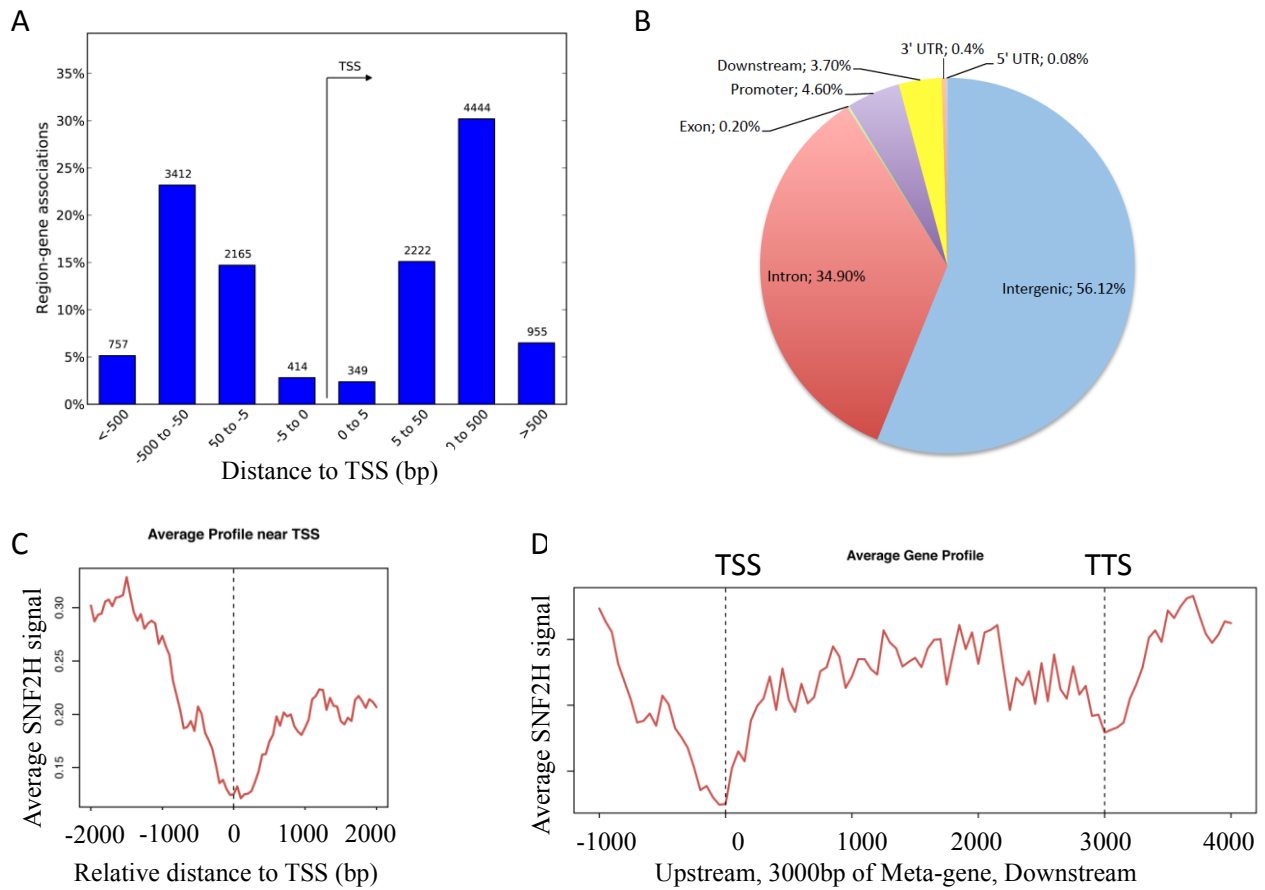 A
TSS
35%
30%
25%
20%
15%
10%
5%
0%
Region-gene associations
757
3412
2165
414
349
2222
4444
955
<-500
-500 to -50
50 to -5
-5 to 0
0 to 5
5 to 50
0 to 500
>500
Distance to TSS (bp)
B
3' UTR; 0.4%
5' UTR; 0.08%
Downstream; 3.70%
Promoter; 4.60%
Exon; 0.20%
Intron; 34.90%
Intergenic; 56.12%
C
Average Profile near TSS
Average SNF2H signal
0.30
0.25
0.20
0.15
-2000 -1000 0 1000 2000
Relative distance to TSS (bp)
D
TSS
Average Gene Profile
TTS
Average SNF2H signal
-1000 0 1000 2000 3000 4000
Upstream, 3000bp of Meta-gene, Downstream